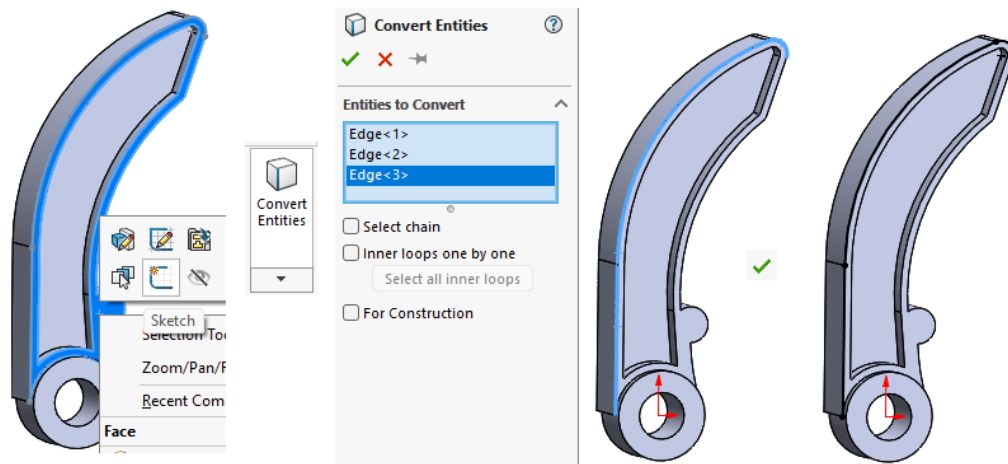 Sketch
Selection To
Zoom/Pan/
Recent Com
Face
Convert
Entities
Convert Entities
Entities to Convert
Edge<1>
Edge<2>
Edge<3>
Select chain
Inner loops one by one
Select all inner loops
For Construction